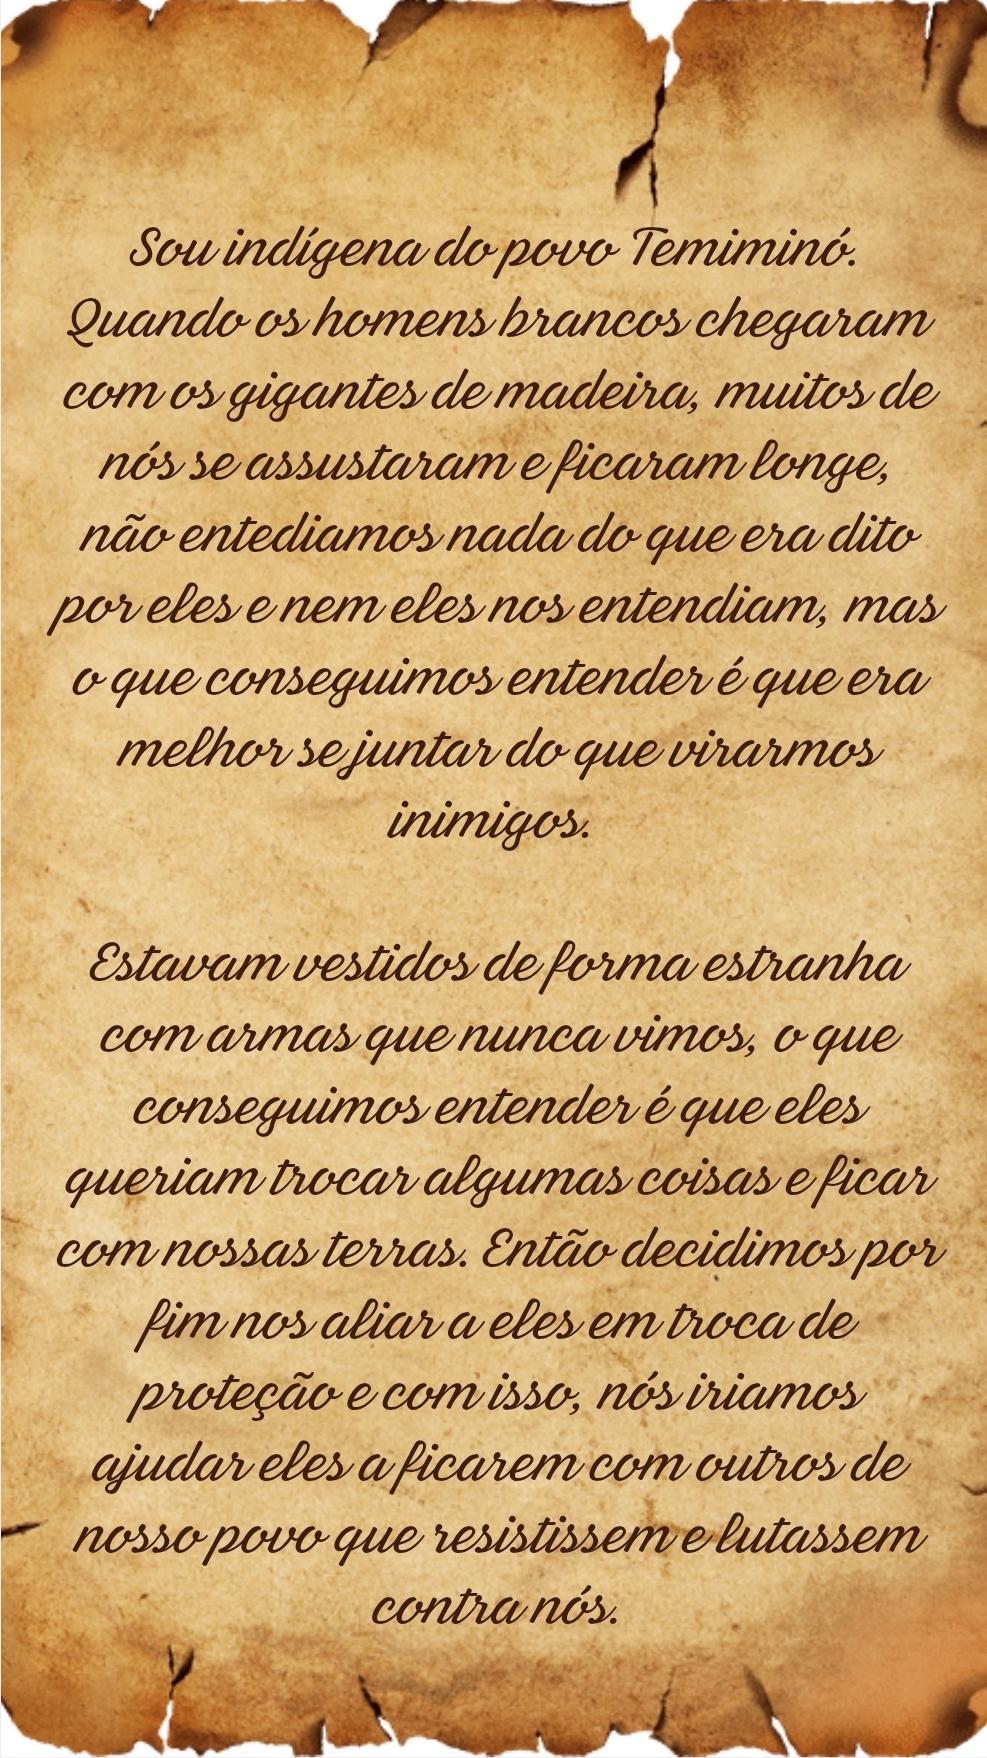 Sou indígena do povo Temiminó.
Quando os homens brancos chegaram
com os gigantes de madeira, muitos de
nós se assustaram e ficaram longe,
não entediamos nada do que era dito
por eles e nem eles nos entendiam, mas
o que conseguimos entender é que era
melhor se juntar do que virarmos
inimigos.
Estavam vestidos de forma estranha
com armas que nunca vimos, o que
conseguimos entender é que eles
queriam trocar algumas coisas e ficar
com nossas terras. Então decidimos por
fim nos aliar a eles em troca de
proteção e com isso, nós iriamos
ajudar eles a ficarem com outros de
nosso povo que resistissem e lutassem
contra nós.